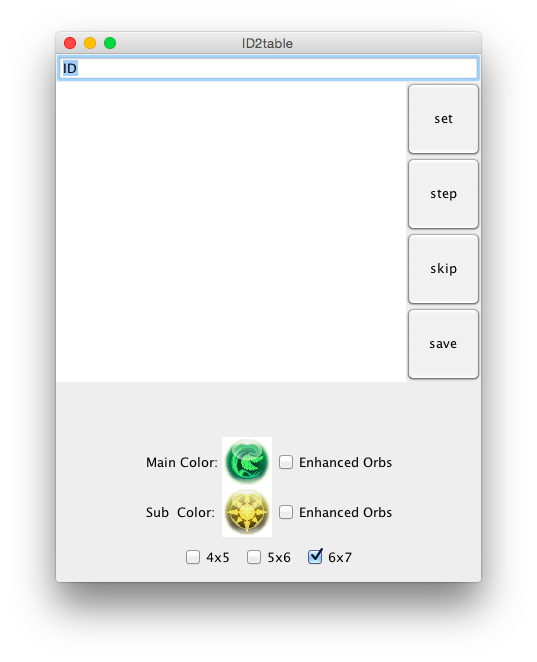 ID2table
ID
set
step
skip
save
Main Color: Enhanced Orbs
Sub Color: Enhanced Orbs
4x5 5x6 6x7